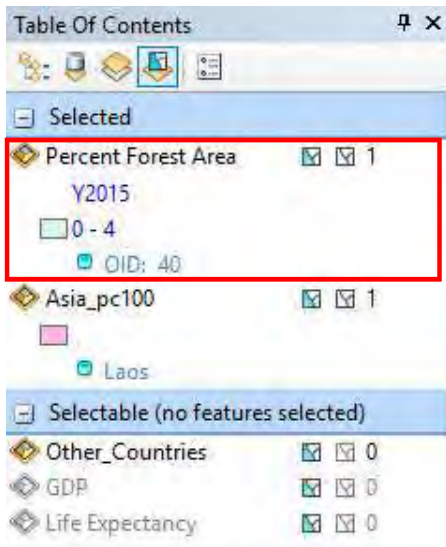 Table Of Contents
Selected
Percent Forest Area 1
Y2015
0 - 4
OID: 40
Asia_pc100 1
Laos
Selectable (no features selected)
Other_Countries 0
GDP 0
Life Expectancy 0